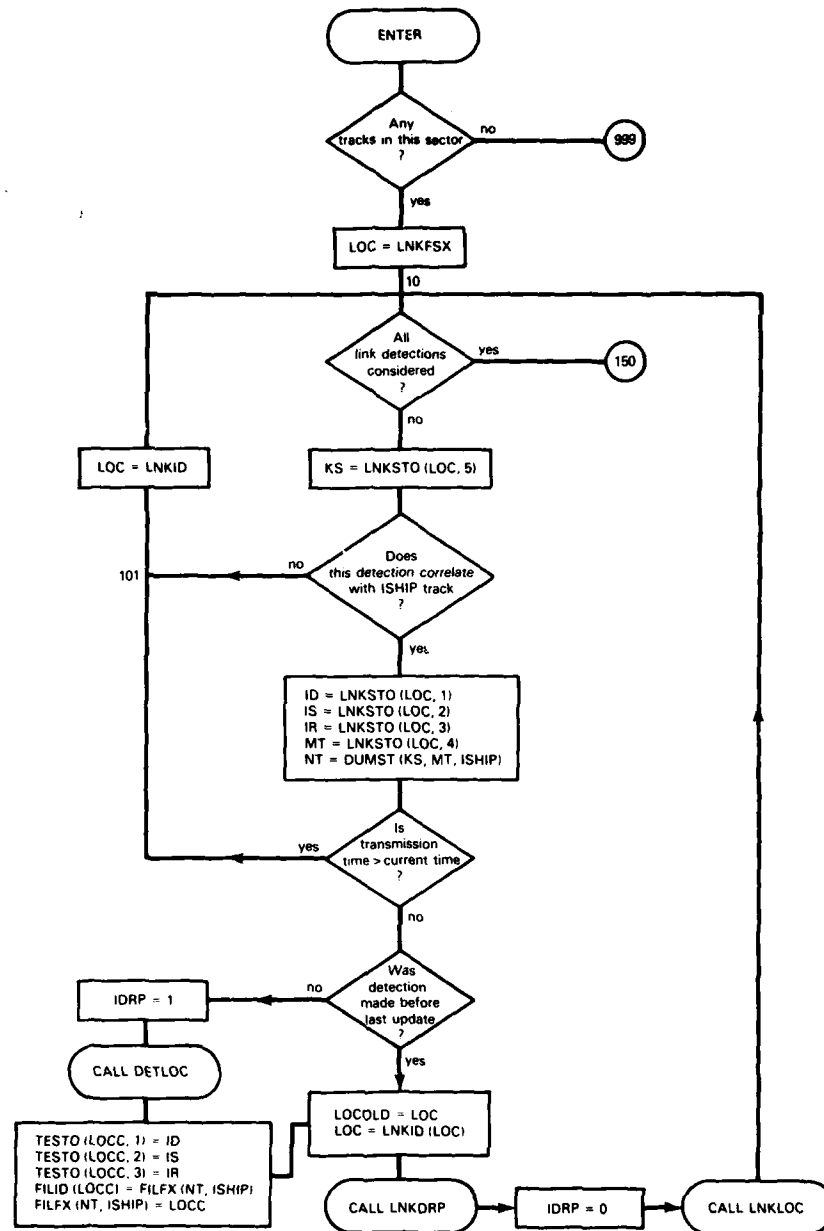 ENTER
Any
tracks in this sector
?
no
999
yes
LOC = LNKFSX
10
All
link detections
considered
?
yes
150
no
LOC = LNKID
KS = LNKSTO (LOC, 5)
Does
this detection correlate
with ISHIP track
?
no
101
yes
ID = LNKSTO (LOC, 1)
IS = LNKSTO (LOC, 2)
IR = LNKSTO (LOC, 3)
MT = LNKSTO (LOC, 4)
NT = DUMST (KS, MT, ISHIP)
Is
transmission
time > current time
?
yes
no
Was
detection
made before
last update
?
no
IDRP = 1
yes
CALL DETLOC
LOCOLD = LOC
LOC = LNKID (LOC)
TESTO (LOCC, 1) = ID
TESTO (LOCC, 2) = IS
TESTO (LOCC, 3) = IR
FILID (LOCC) = FILFX (NT, ISHIP)
FILFX (NT, ISHIP) = LOCC
CALL LNKDRP
IDRP = 0
CALL LNKLOC